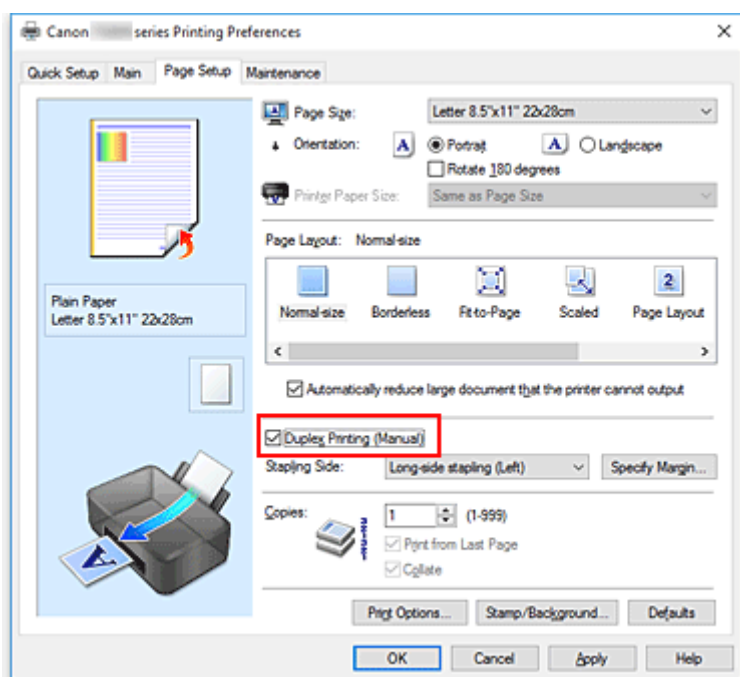 Canon series Printing Preferences
Quick Setup Main Page Setup Maintenance
Page Size: Letter 8.5"x11" 22x28cm
Orientation: A Portrait A Landscape
Rotate 180 degrees
Printer Paper Size: Same as Page Size
Page Layout: Normal-size
Plain Paper
Letter 8.5"x11" 22x28cm
2
Normal-size Borderless Fit-to-Page Scaled Page Layout
Automatically reduce large document that the printer cannot output
Duplex Printing (Manual)
Stapling Side: Long-side stapling (Left) Specify Margin...
Copies: 1 (1-999)
Print from Last Page
Collate
A
Print Options... Stamp/Background... Defaults
OK Cancel Apply Help